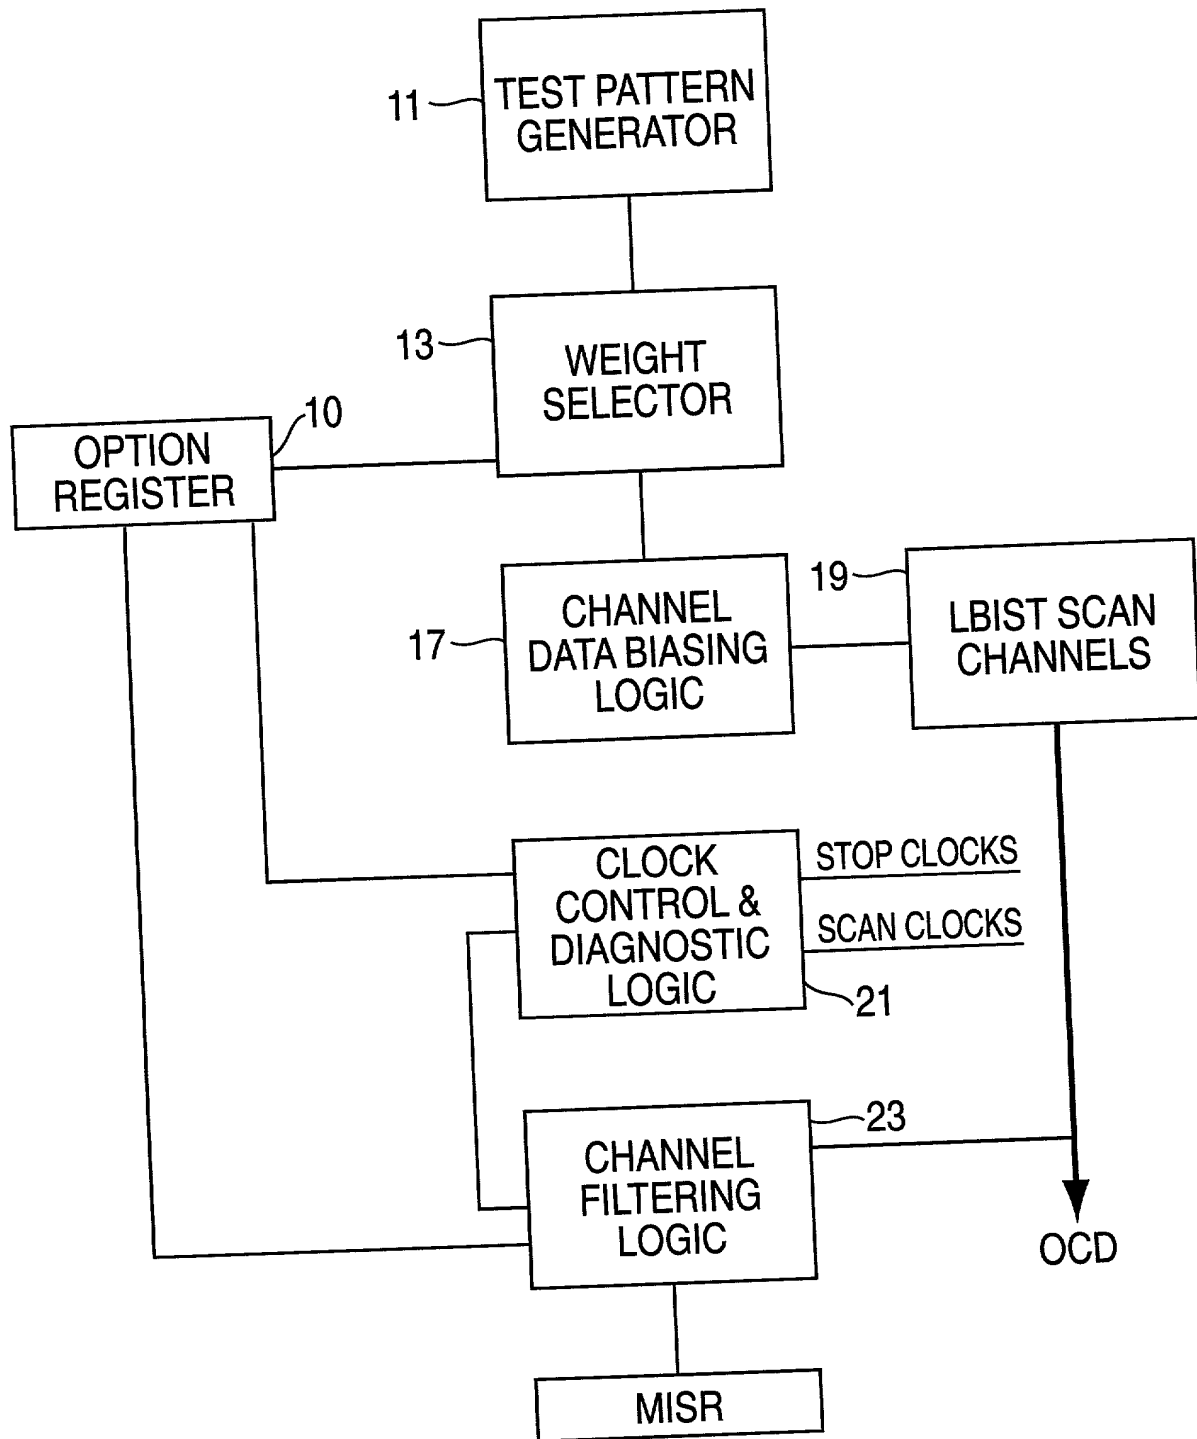 TEST PATTERN
GENERATOR
11
WEIGHT
SELECTOR
13
OPTION
REGISTER
10
CHANNEL
DATA BIASING
LOGIC
17
LBIST SCAN
CHANNELS
19
CLOCK
CONTROL &
DIAGNOSTIC
LOGIC
STOP CLOCKS
SCAN CLOCKS
21
CHANNEL
FILTERING
LOGIC
23
OCD
MISR